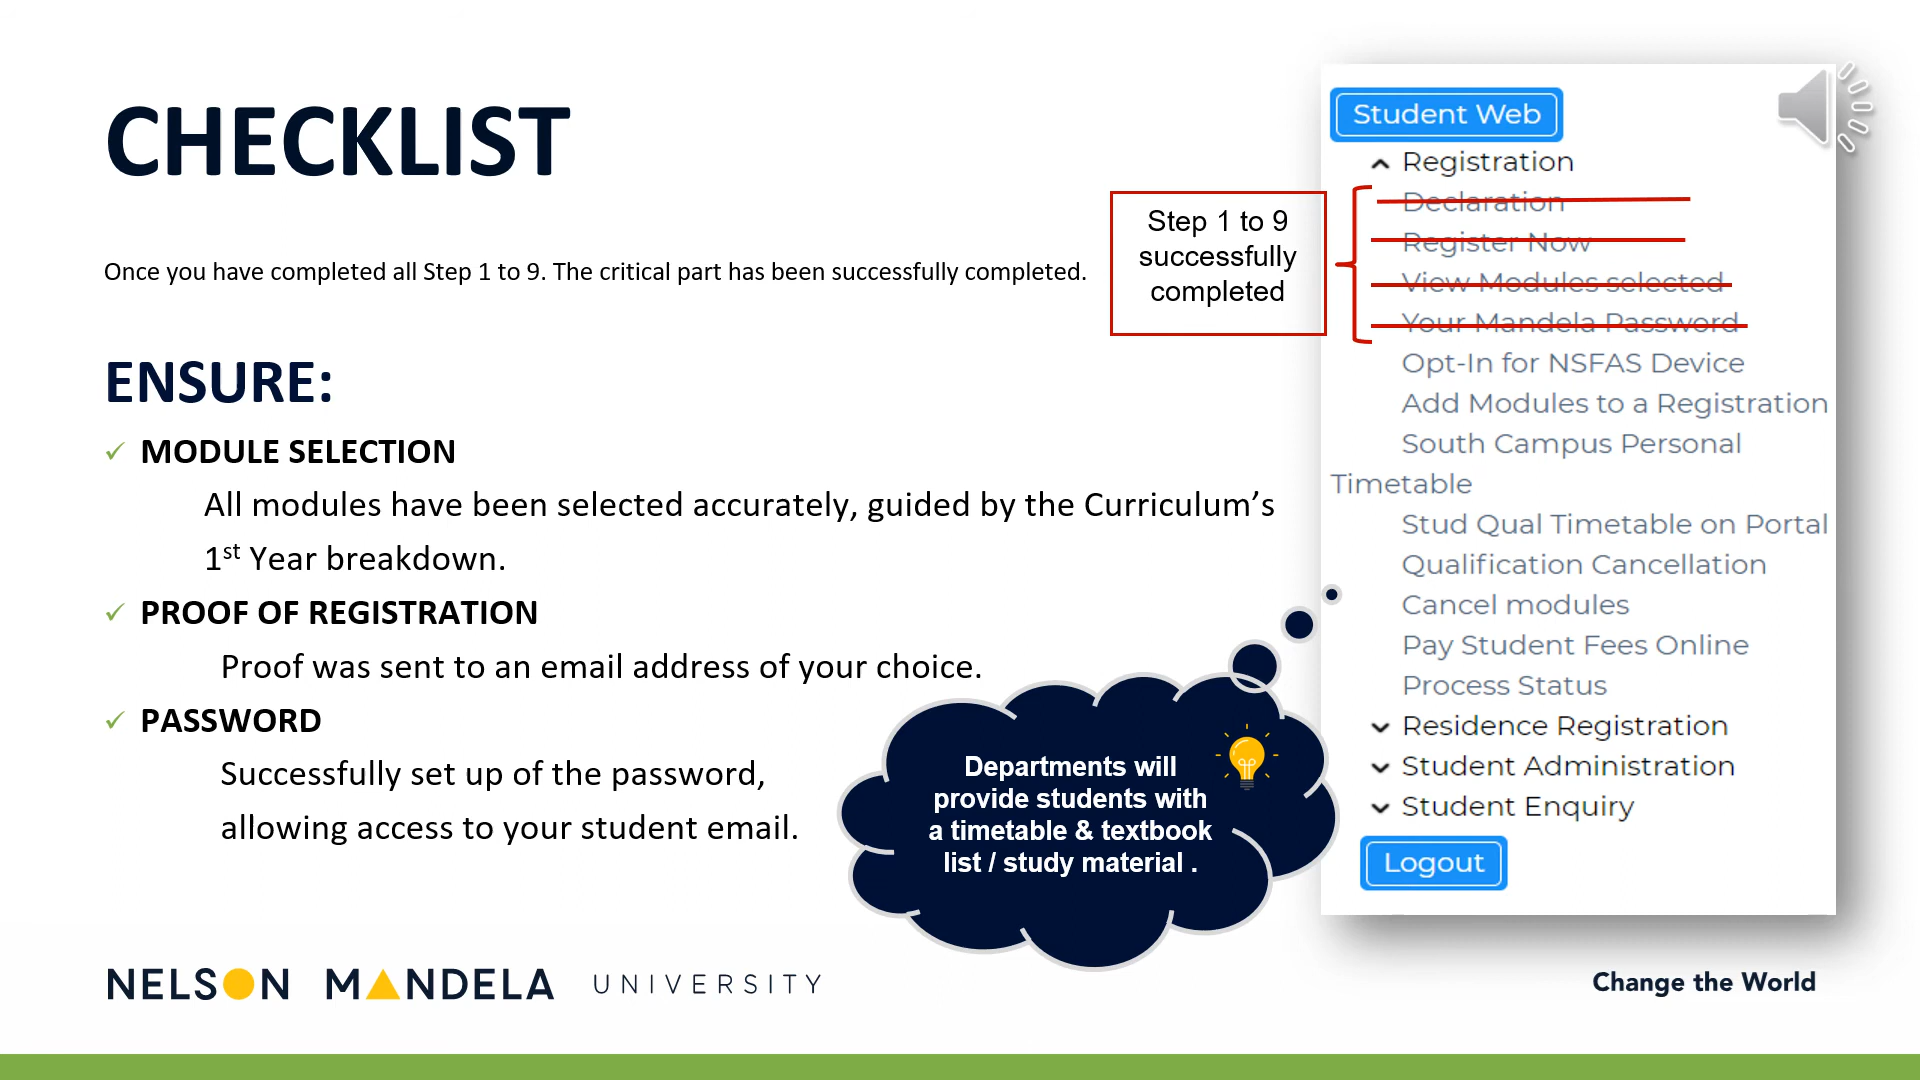 CHECKLIST
Once you have completed all Step 1 to 9. The critical part has been successfully completed.
ENSURE:
✓ MODULE SELECTION
All modules have been selected accurately, guided by the Curriculum’s
1st Year breakdown.
✓ PROOF OF REGISTRATION
Proof was sent to an email address of your choice.
✓ PASSWORD
Successfully set up of the password,
allowing access to your student email.
Departments will
provide students with
a timetable & textbook
list / study material .
Step 1 to 9
successfully
completed
Student Web
Registration
Declaration
Register Now
View Modules selected
Your Mandela Password
Opt-In for NSFAS Device
Add Modules to a Registration
South Campus Personal
Timetable
Stud Qual Timetable on Portal
Qualification Cancellation
Cancel modules
Pay Student Fees Online
Process Status
Residence Registration
Student Administration
Student Enquiry
Logout
NELSON MANDELA UNIVERSITY
Change the World